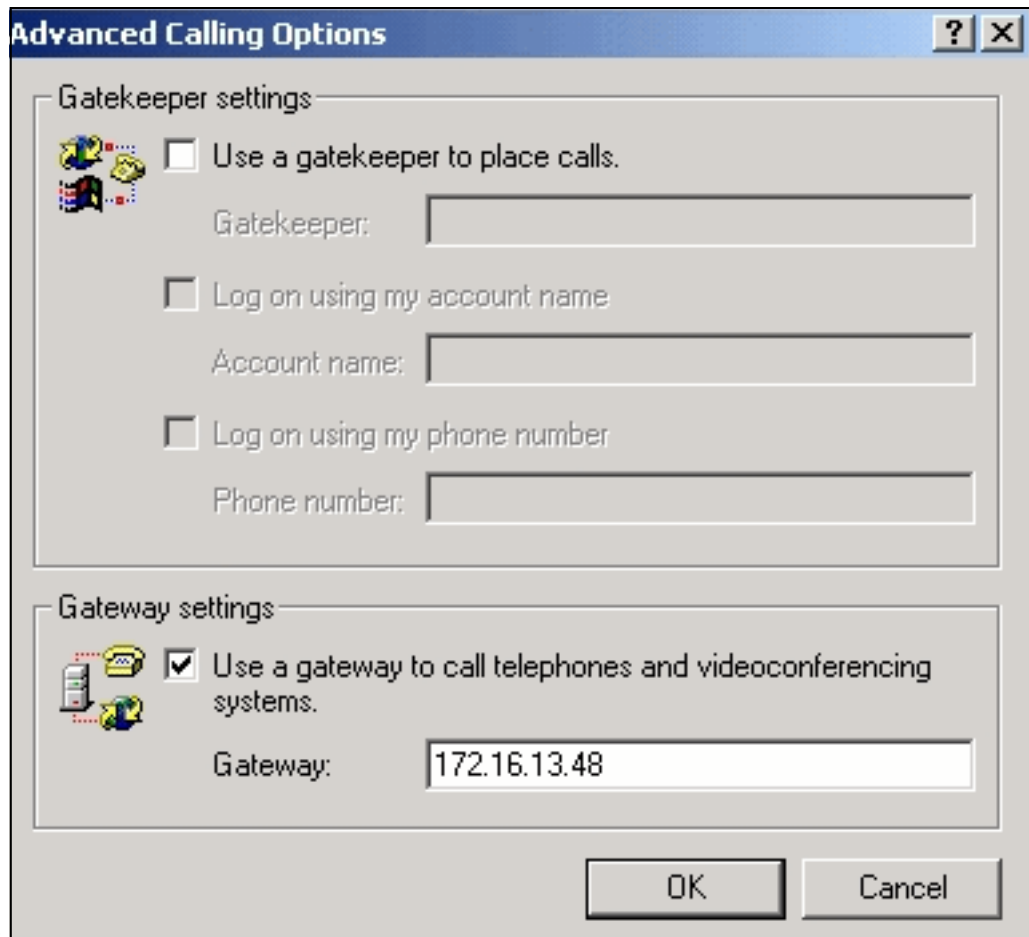 Advanced Calling Options
Gatekeeper settings
Use a gatekeeper to place calls.
Gatekeeper:
Log on using my account name
Account name:
Log on using my phone number
Phone number:
Gateway settings
Use a gateway to call telephones and videoconferencing
systems.
Gateway: 172.16.13.48
OK Cancel